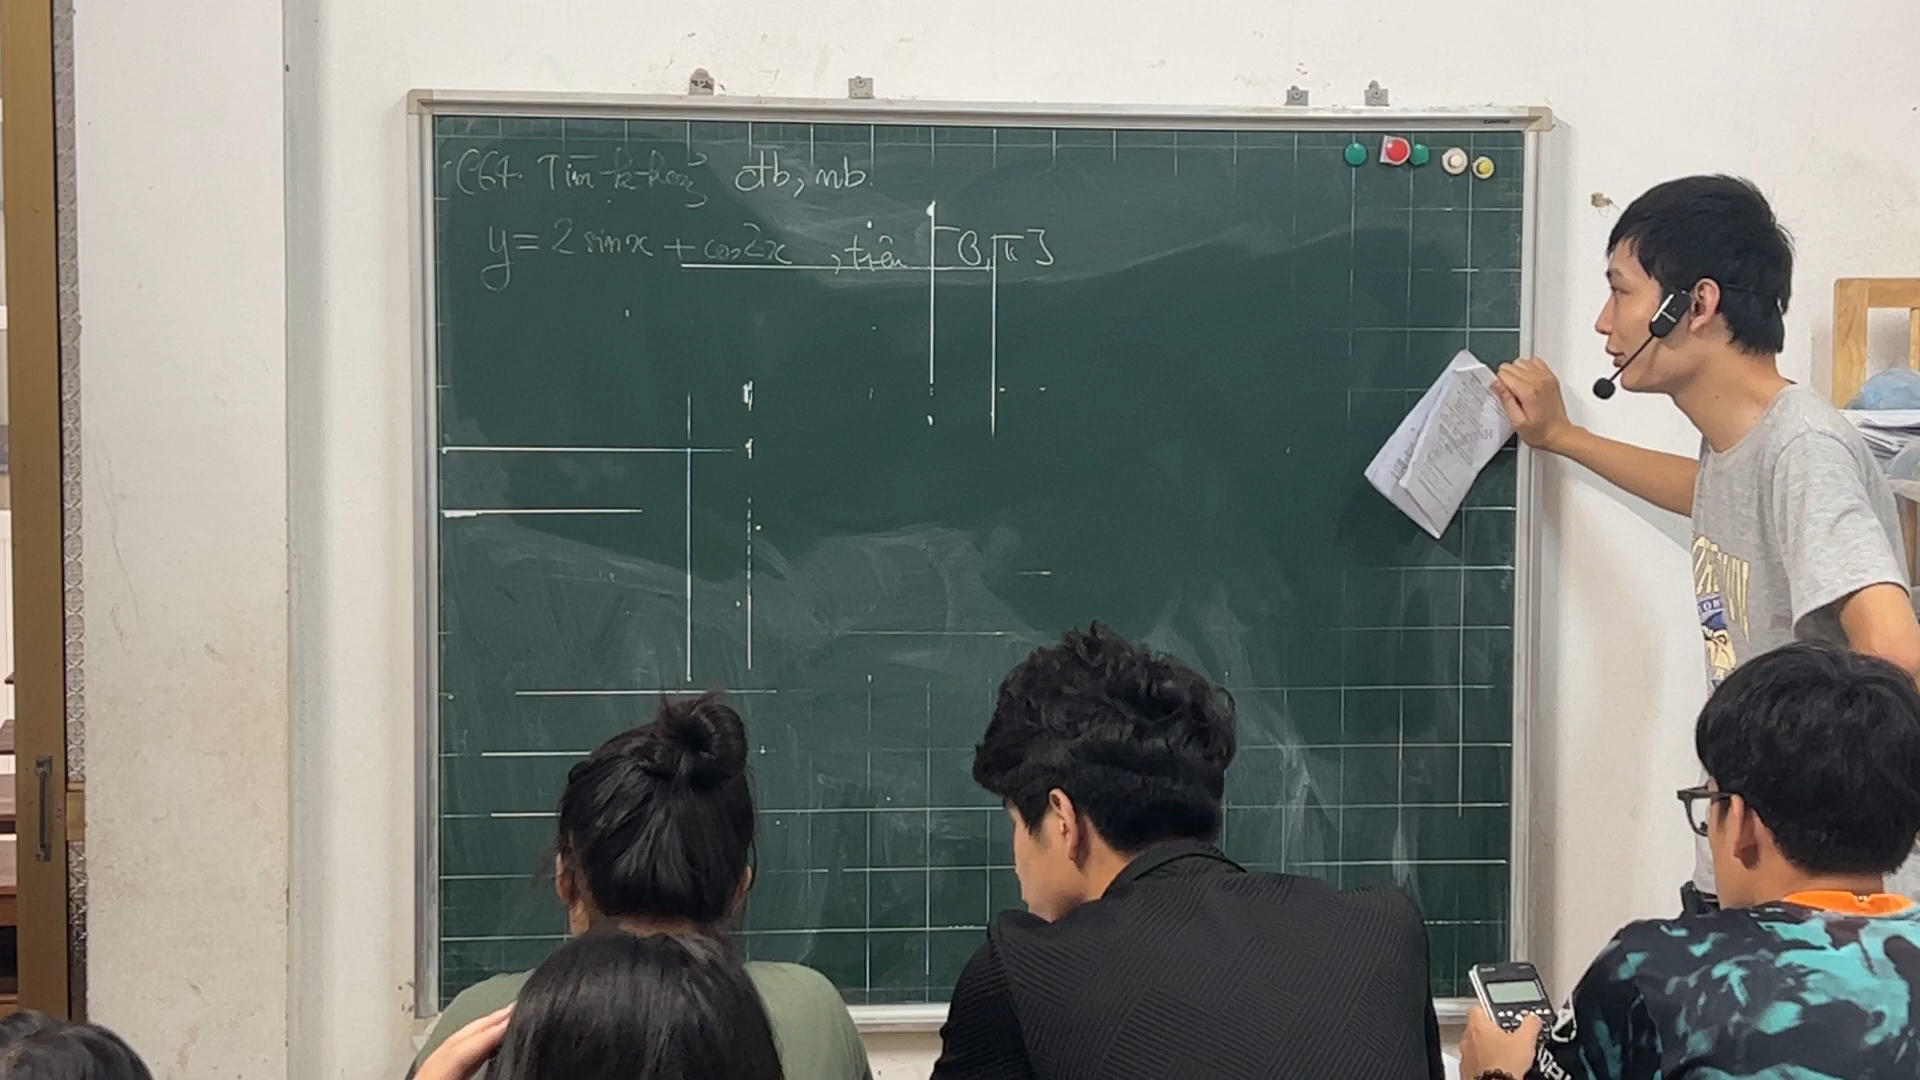 C64. Tìm khoảng đb, nb.
y = 2 sin x + cos 2x, trên [0, π]